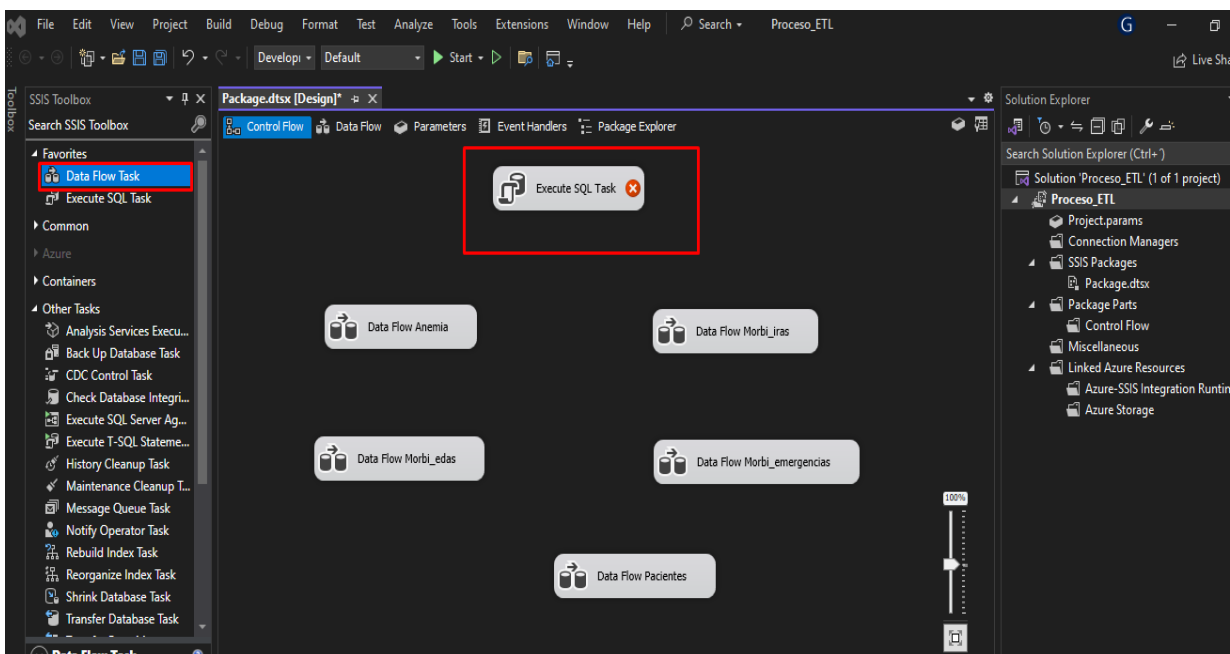 File Edit View Project Build Debug Format Test Analyze Tools Extensions Window Help Search Proceso_ETL G
Developı Default Start Live Sha
Toolbox
SSIS Toolbox
Search SSIS Toolbox
Favorites
Data Flow Task
Execute SQL Task
Common
Azure
Containers
Other Tasks
Analysis Services Execu...
Back Up Database Task
CDC Control Task
Check Database Integri...
Execute SQL Server Ag...
Execute T-SQL Stateme...
History Cleanup Task
Maintenance Cleanup T...
Message Queue Task
Notify Operator Task
Rebuild Index Task
Reorganize Index Task
Shrink Database Task
Transfer Database Task
Package.dtsx [Design]*
Control Flow Data Flow Parameters Event Handlers Package Explorer
Execute SQL Task
Data Flow Anemia
Data Flow Morbi_iras
Data Flow Morbi_edas
Data Flow Morbi_emergencias
Data Flow Pacientes
100%
Solution Explorer
Search Solution Explorer (Ctrl+´)
Solution 'Proceso_ETL' (1 of 1 project)
Proceso_ETL
Project.params
Connection Managers
SSIS Packages
Package.dtsx
Package Parts
Control Flow
Miscellaneous
Linked Azure Resources
Azure-SSIS Integration Runtin
Azure Storage